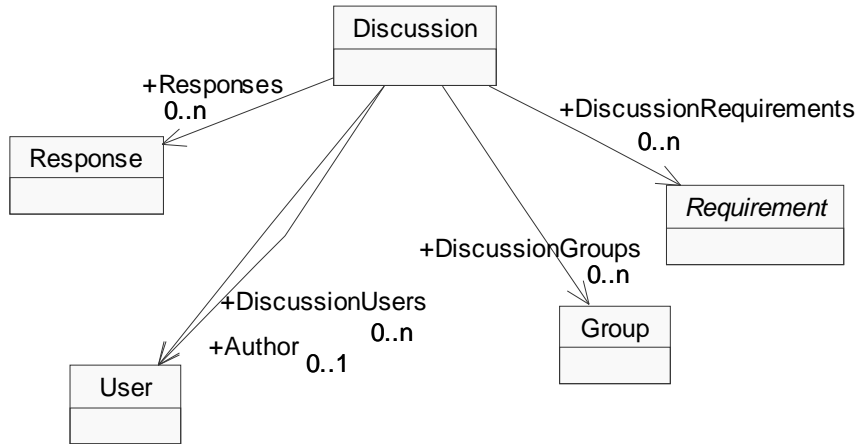 Discussion
+Responses
0..n
+DiscussionRequirements
0..n
Response
Requirement
+DiscussionGroups
0..n
+DiscussionUsers
0..n
Group
+Author
0..1
User